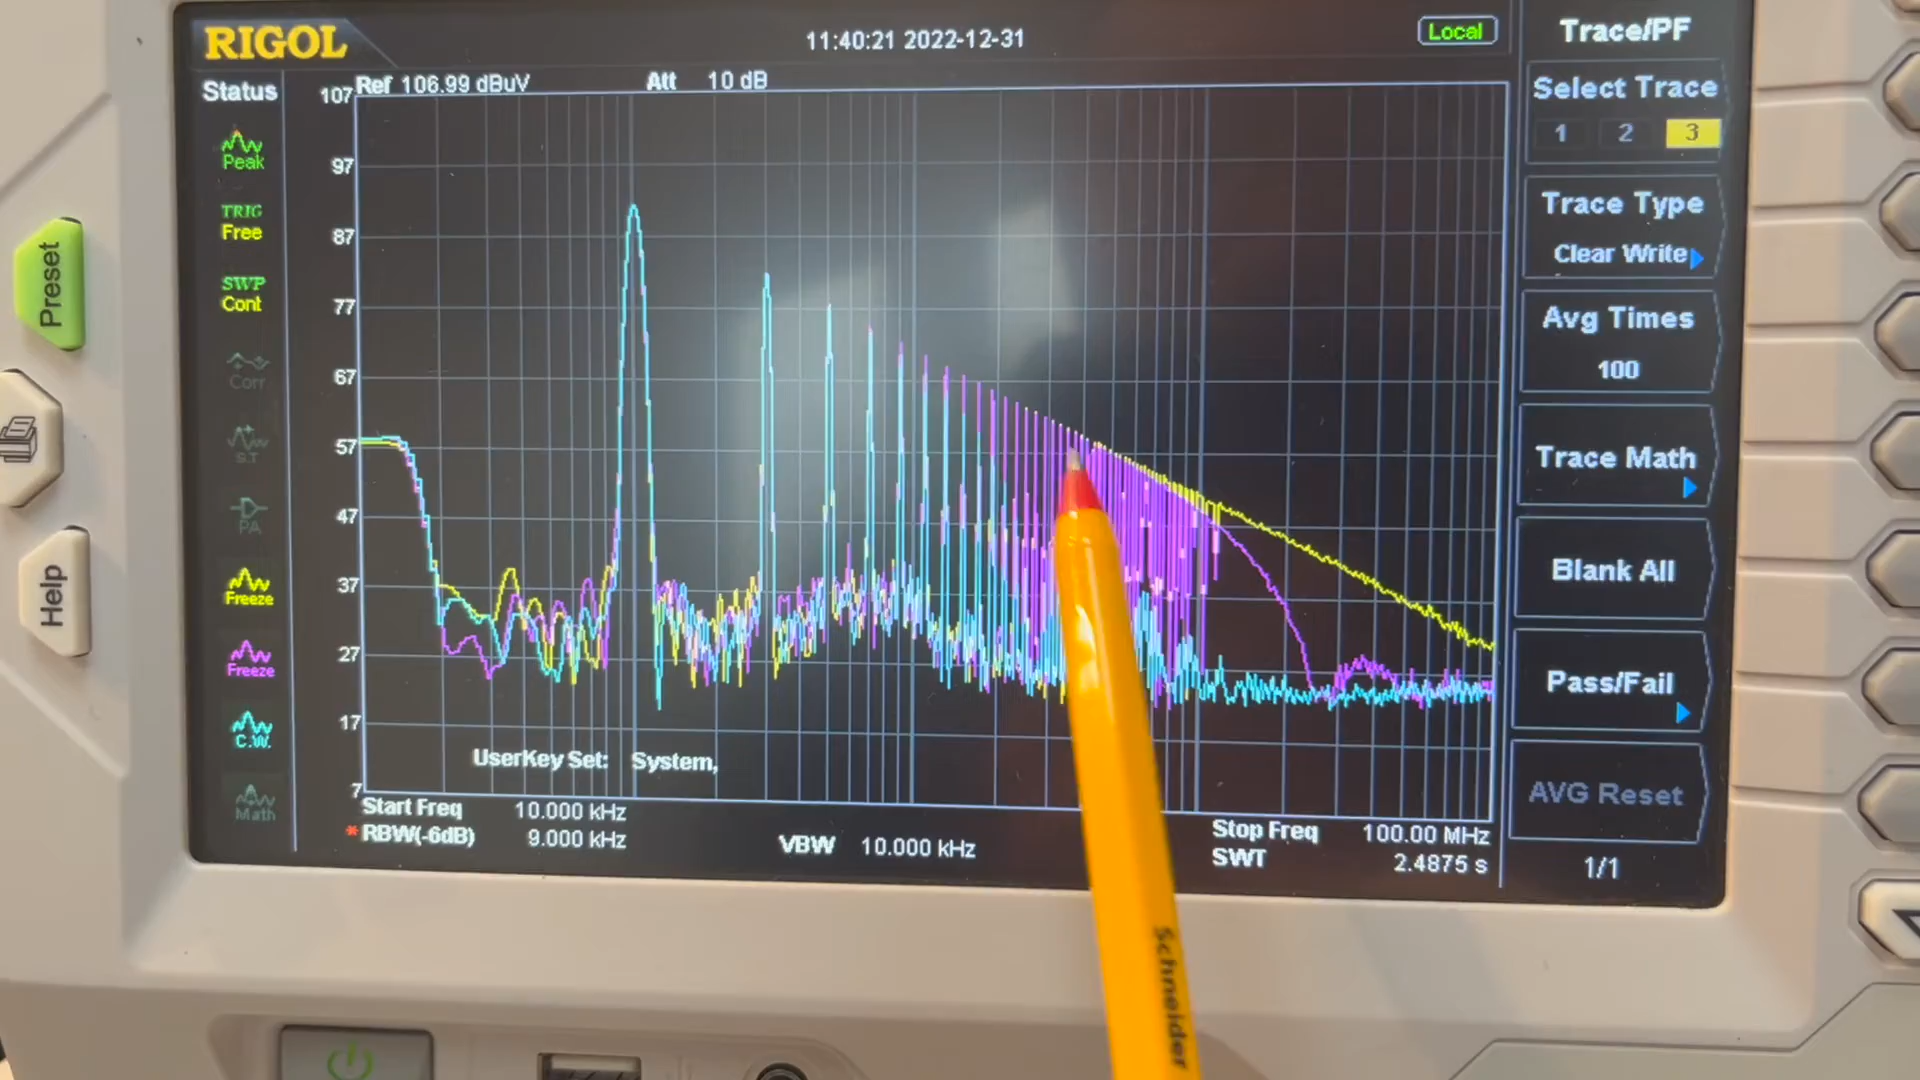 RIGOL
11:40:21 2022-12-31
Local
Trace/PF
Status
Ref 106.99 dBuV
Att 10 dB
107
97
87
77
67
57
47
37
27
17
7
Peak
TRIG
Free
SWP
Cont
Corr
S.T
PA
Freeze
Freeze
C.W.
Math
UserKey Set: System,
Start Freq 10.000 kHz
*RBW(-6dB) 9.000 kHz
VBW 10.000 kHz
Stop Freq 100.00 MHz
SWT 2.4875 s
Select Trace
1 2 3
Trace Type
Clear Write
Avg Times
100
Trace Math
Blank All
Pass/Fail
AVG Reset
1/1
Preset
Help
Schneider